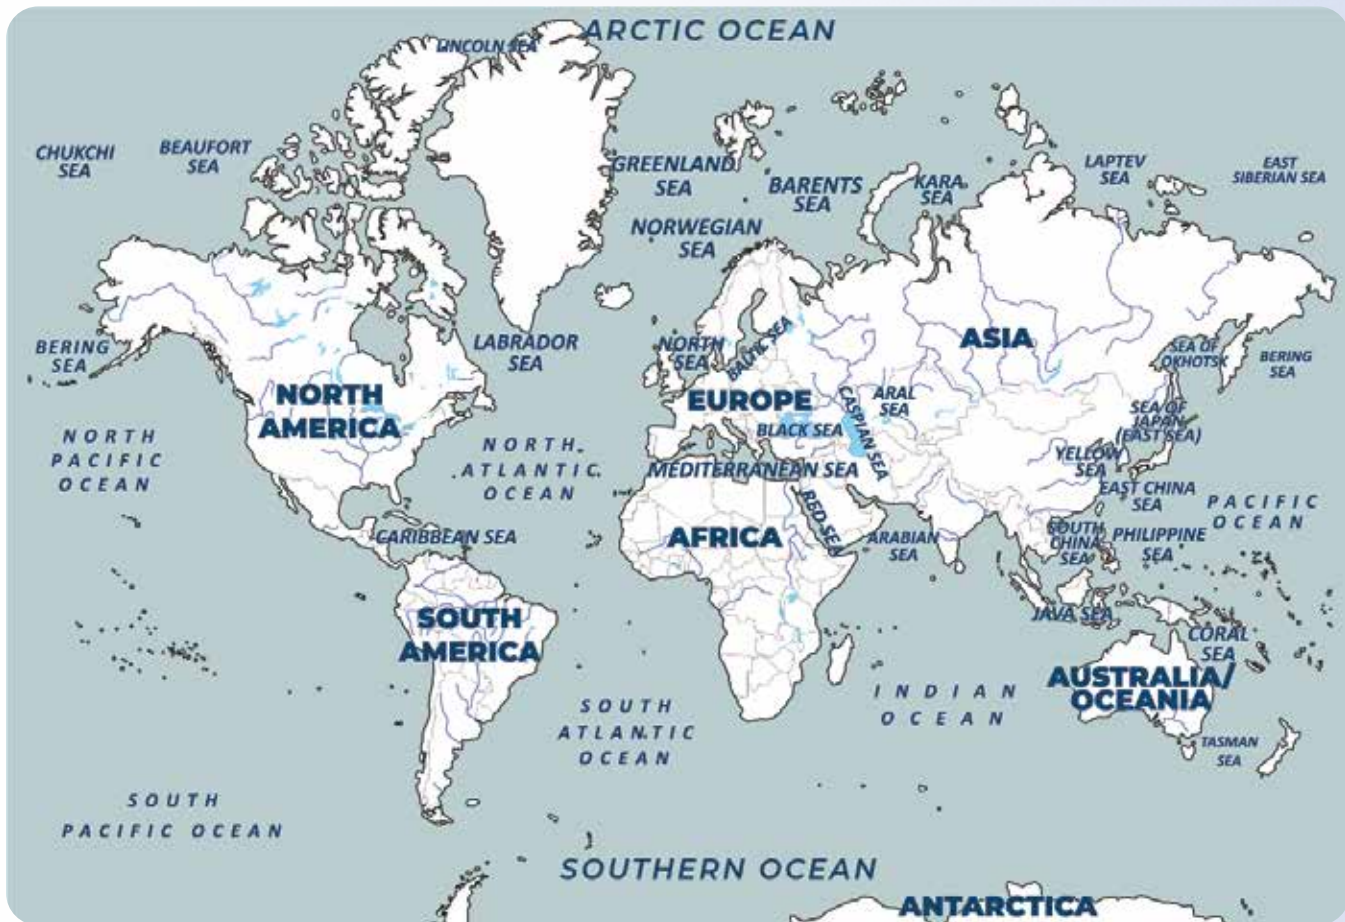 ARCTIC OCEAN
LINCOLN SEA
CHUKCHI
SEA
BEAUFORT
SEA
GREENLAND
SEA
BARENTS
SEA
KARA
SEA
LAPTEV
SEA
EAST
SIBERIAN SEA
NORWEGIAN
SEA
BERING
SEA
LABRADOR
SEA
NORTH
SEA
BALTIC SEA
ASIA
SEA OF
OKHOTSK
BERING
SEA
NORTH
AMERICA
EUROPE
ARAL
SEA
CASPIAN SEA
BLACK SEA
SEA OF
JAPAN
(EAST SEA)
YELLOW
SEA
NORTH
PACIFIC
OCEAN
NORTH
ATLANTIC
OCEAN
MEDITERRANEAN SEA
EAST CHINA
SEA
PACIFIC
OCEAN
CARIBBEAN SEA
AFRICA
RED SEA
ARABIAN
SEA
SOUTH
CHINA
SEA
PHILIPPINE
SEA
SOUTH
AMERICA
JAVA SEA
CORAL
SEA
AUSTRALIA/
OCEANIA
INDIAN
OCEAN
SOUTH
ATLANTIC
OCEAN
TASMAN
SEA
SOUTH
PACIFIC OCEAN
SOUTHERN OCEAN
ANTARCTICA